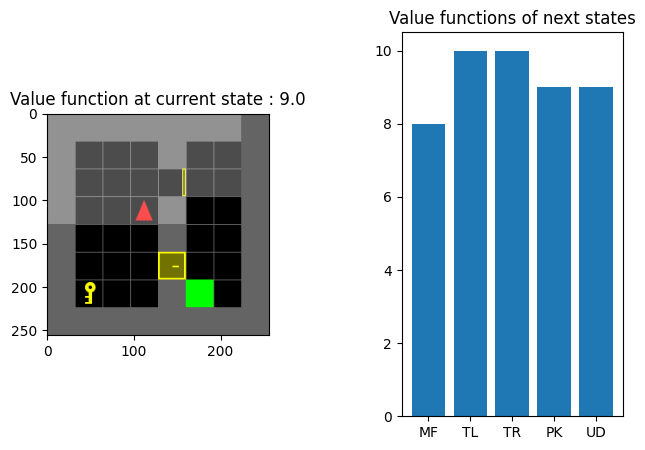 Value functions of next states
Value function at current state : 9.0
0
50
100
150
200
250
0
100
200
10
8
6
4
2
0
MF
TL
TR
PK
UD